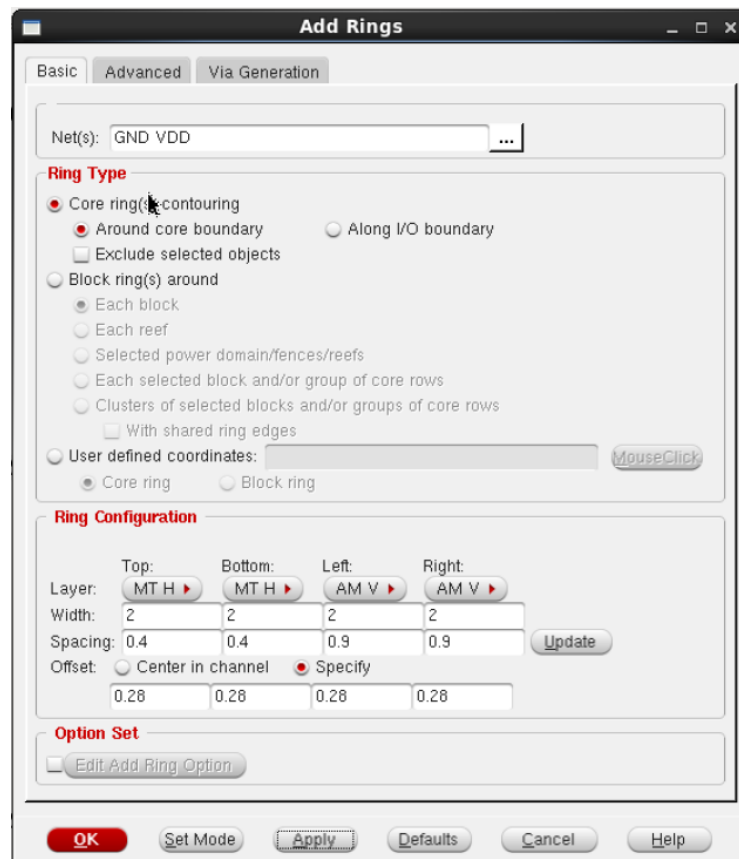 Add Rings
Basic Advanced Via Generation
Net(s): GND VDD ...
Ring Type
Core ring(s) contouring
Around core boundary Along I/O boundary
Exclude selected objects
Block ring(s) around
Each block
Each reef
Selected power domain/fences/reefs
Each selected block and/or group of core rows
Clusters of selected blocks and/or groups of core rows
With shared ring edges
User defined coordinates: MouseClick
Core ring Block ring
Ring Configuration
Top: Bottom: Left: Right:
Layer: MT H MT H AM V AM V
Width: 2 2 2 2
Spacing: 0.4 0.4 0.9 0.9 Update
Offset: Center in channel Specify
0.28 0.28 0.28 0.28
Option Set
Edit Add Ring Option
OK Set Mode Apply Defaults Cancel Help